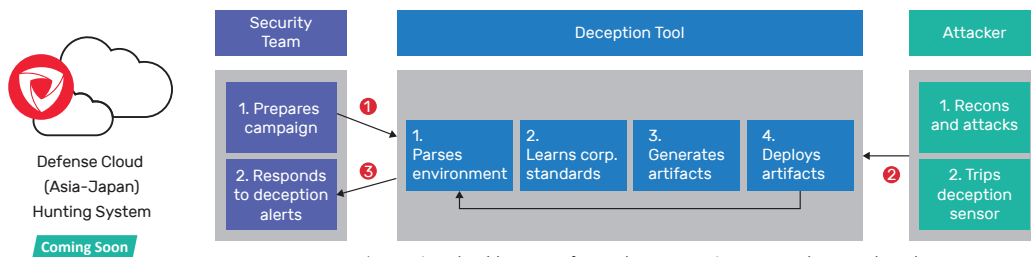 Security
Team
Deception Tool
Attacker
1. Prepares
campaign
2. Responds
to deception
alerts
1
3
1.
Parses
environment
2.
Learns corp.
standards
3.
Generates
artifacts
4.
Deploys
artifacts
2
1. Recons
and attacks
2. Trips
deception
sensor
Defense Cloud
(Asia-Japan)
Hunting System
Coming Soon